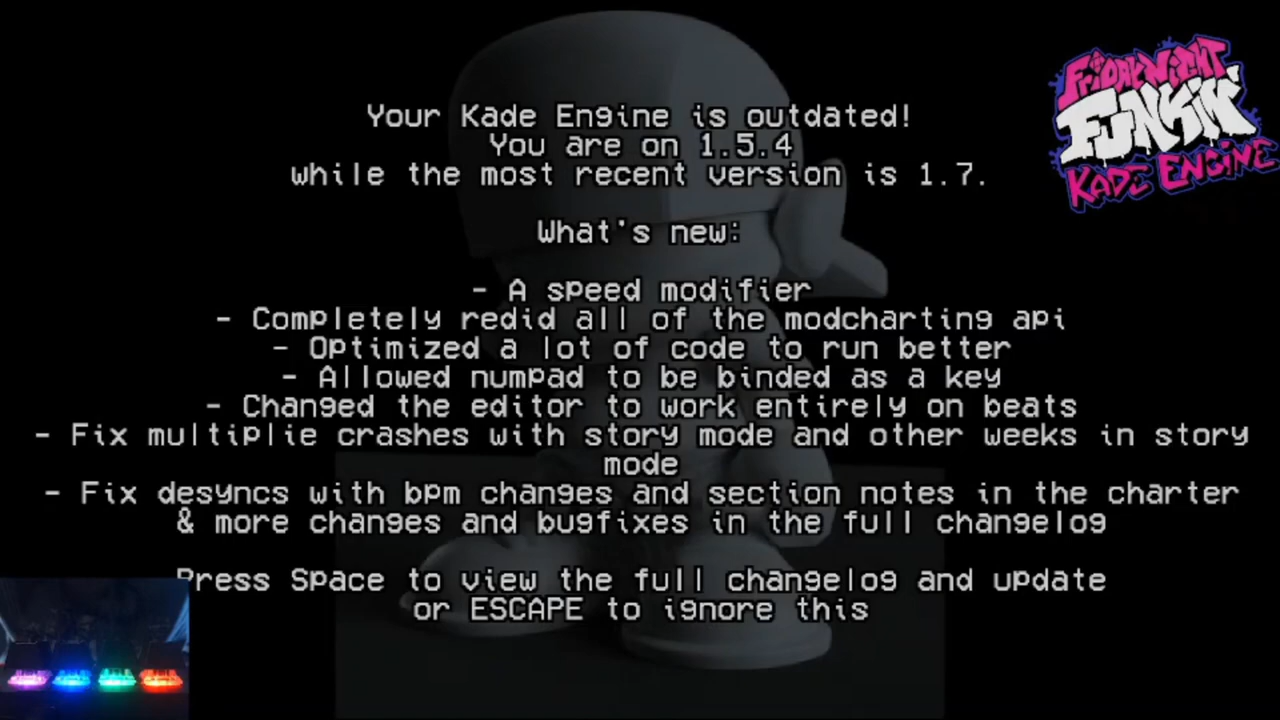 Your Kade Engine is outdated!
You are on 1.5.4
while the most recent version is 1.7.
What's new:
- A speed modifier
- Completely redid all of the modcharting api
- Optimized a lot of code to run better
- Allowed numpad to be binded as a key
- Changed the editor to work entirely on beats
- Fix multiplie crashes with story mode and other weeks in story
mode
- Fix desyncs with bpm changes and section notes in the charter
& more changes and bugfixes in the full changelog
Press Space to view the full changelog and update
or ESCAPE to ignore this
FRIDAY NIGHT
FUNKIN'
KADE ENGINE